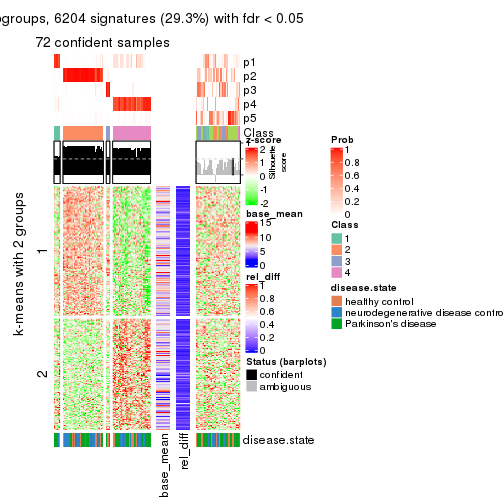 groups, 6204 signatures (29.3%) with fdr < 0.05
72 confident samples
p1
p2
p3
p4
p5
Class
z-score
2
1
0
-1
-2
Silhouette
score
base_mean
15
10
5
0
rel_diff
1
0.8
0.6
0.4
0.2
0
Status (barplots)
confident
ambiguous
Prob
1
0.8
0.6
0.4
0.2
0
Class
1
2
3
4
disease.state
healthy control
neurodegenerative disease contro
Parkinson's disease
k-means with 2 groups
1
2
disease.state
base_mean
rel_diff